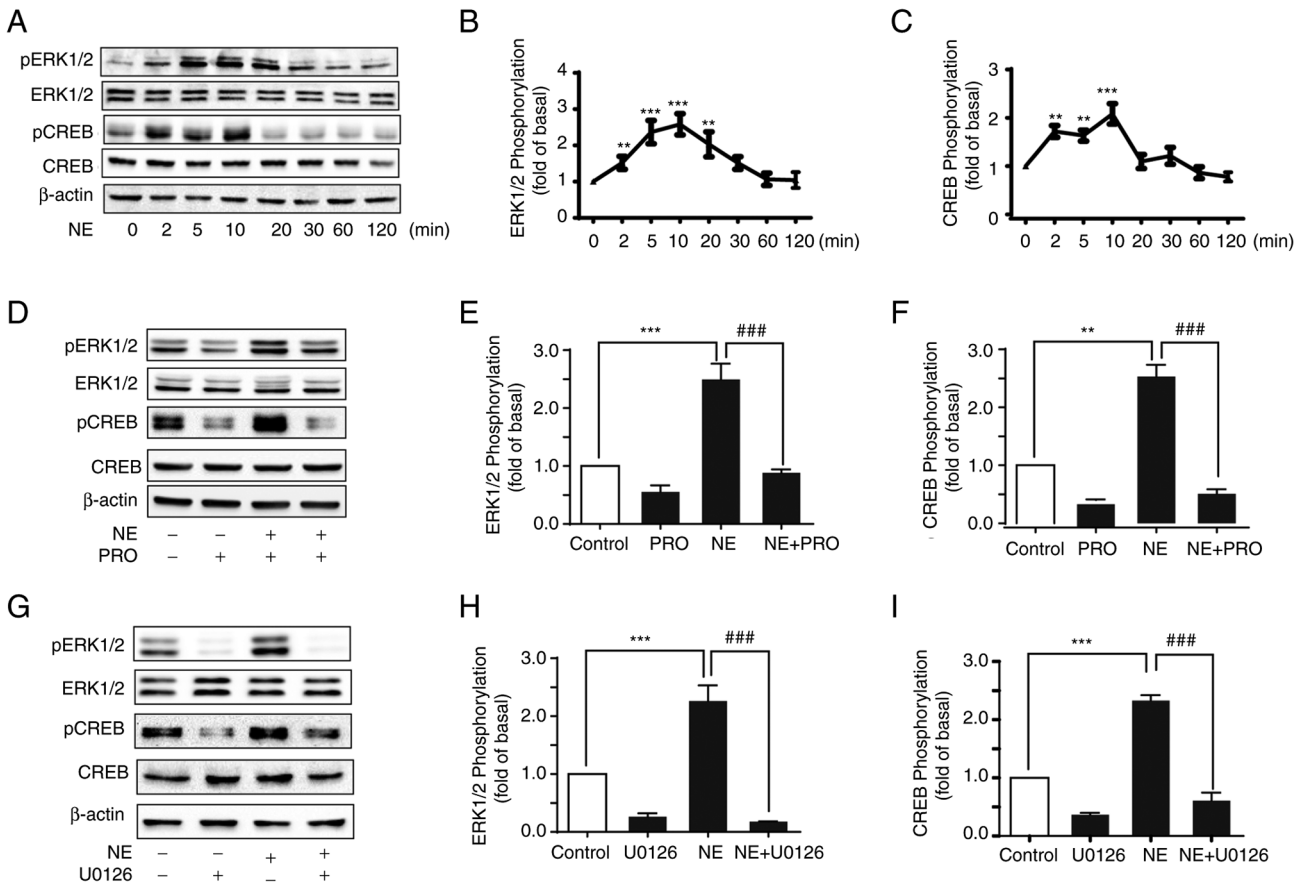 A
pERK1/2
ERK1/2
pCREB
CREB
β-actin
NE 0 2 5 10 20 30 60 120 (min)
B
ERK1/2 Phosphorylation
(fold of basal)
4
3
2
1
0
** *** *** **
0 2 5 10 20 30 60 120 (min)
C
CREB Phosphorylation
(fold of basal)
3
2
1
0
** ** ***
0 2 5 10 20 30 60 120 (min)
D
pERK1/2
ERK1/2
pCREB
CREB
β-actin
NE – – + +
PRO – + + +
E
ERK1/2 Phosphorylation
(fold of basal)
*** ###
3.0
2.0
1.0
0.0
Control PRO NE NE+PRO
F
CREB Phosphorylation
(fold of basal)
** ###
3.0
2.0
1.0
0.0
Control PRO NE NE+PRO
G
pERK1/2
ERK1/2
pCREB
CREB
β-actin
NE – – + +
U0126 – + – +
H
ERK1/2 Phosphorylation
(fold of basal)
*** ###
3.0
2.0
1.0
0.0
Control U0126 NE NE+U0126
I
CREB Phosphorylation
(fold of basal)
*** ###
3.0
2.0
1.0
0.0
Control U0126 NE NE+U0126